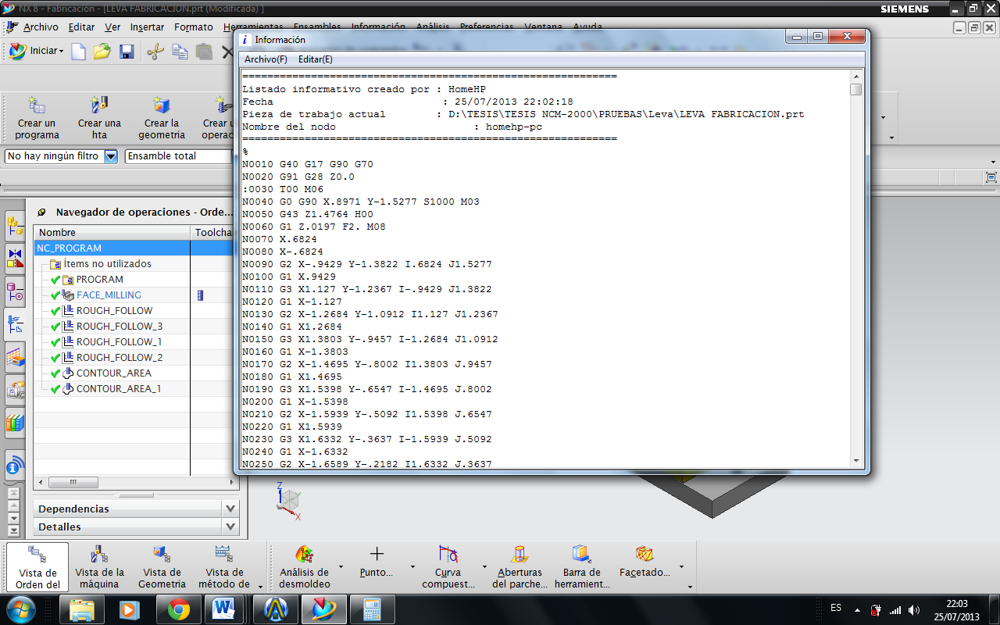 NX 8 - Fabricación - [LEVA FABRICACION.prt (Modificada) ]
SIEMENS
Archivo Editar Ver Insertar Formato Herramientas Ensambles Información Análisis Preferencias Ventana Ayuda
Iniciar
Crear un programa
Crear una hta
Crear la geometría
Crear
No hay ningún filtro
Ensamble total
Navegador de operaciones - Orde...
Nombre Toolcha
NC_PROGRAM
Ítems no utilizados
PROGRAM
FACE_MILLING
ROUGH_FOLLOW
ROUGH_FOLLOW_3
ROUGH_FOLLOW_1
ROUGH_FOLLOW_2
CONTOUR_AREA
CONTOUR_AREA_1
Dependencias
Detalles
Información
Archivo(F) Editar(E)
============================================================
Listado informativo creado por : HomeHP
Fecha : 25/07/2013 22:02:18
Pieza de trabajo actual : D:\TESIS\TESIS NCM-2000\PRUEBAS\Leva\LEVA FABRICACION.prt
Nombre del nodo : homehp-pc
============================================================
%
N0010 G40 G17 G90 G70
N0020 G91 G28 Z0.0
:0030 T00 M06
N0040 G0 G90 X.8971 Y-1.5277 S1000 M03
N0050 G43 Z1.4764 H00
N0060 G1 Z.0197 F2. M08
N0070 X.6824
N0080 X-.6824
N0090 G2 X-.9429 Y-1.3822 I.6824 J1.5277
N0100 G1 X.9429
N0110 G3 X1.127 Y-1.2367 I-.9429 J1.3822
N0120 G1 X-1.127
N0130 G2 X-1.2684 Y-1.0912 I1.127 J1.2367
N0140 G1 X1.2684
N0150 G3 X1.3803 Y-.9457 I-1.2684 J1.0912
N0160 G1 X-1.3803
N0170 G2 X-1.4695 Y-.8002 I1.3803 J.9457
N0180 G1 X1.4695
N0190 G3 X1.5398 Y-.6547 I-1.4695 J.8002
N0200 G1 X-1.5398
N0210 G2 X-1.5939 Y-.5092 I1.5398 J.6547
N0220 G1 X1.5939
N0230 G3 X1.6332 Y-.3637 I-1.5939 J.5092
N0240 G1 X-1.6332
N0250 G2 X-1.6589 Y-.2182 I1.6332 J.3637
Z
Y
X
Vista de Orden del
Vista de la máquina
Vista de Geometria
Vista de método de
Análisis de desmoldeo
Punto...
Curva compuest...
Aberturas del parche...
Barra de herramient...
Facetado...
ES
22:03
25/07/2013